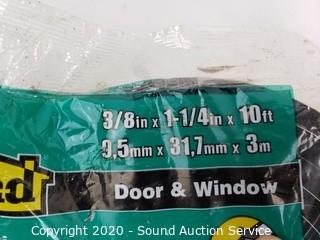 3/8in x 1-1/4in x 10ft
9,5mm x 31,7mm x 3m
Door & Window
Copyright 2020 - Sound Auction Service